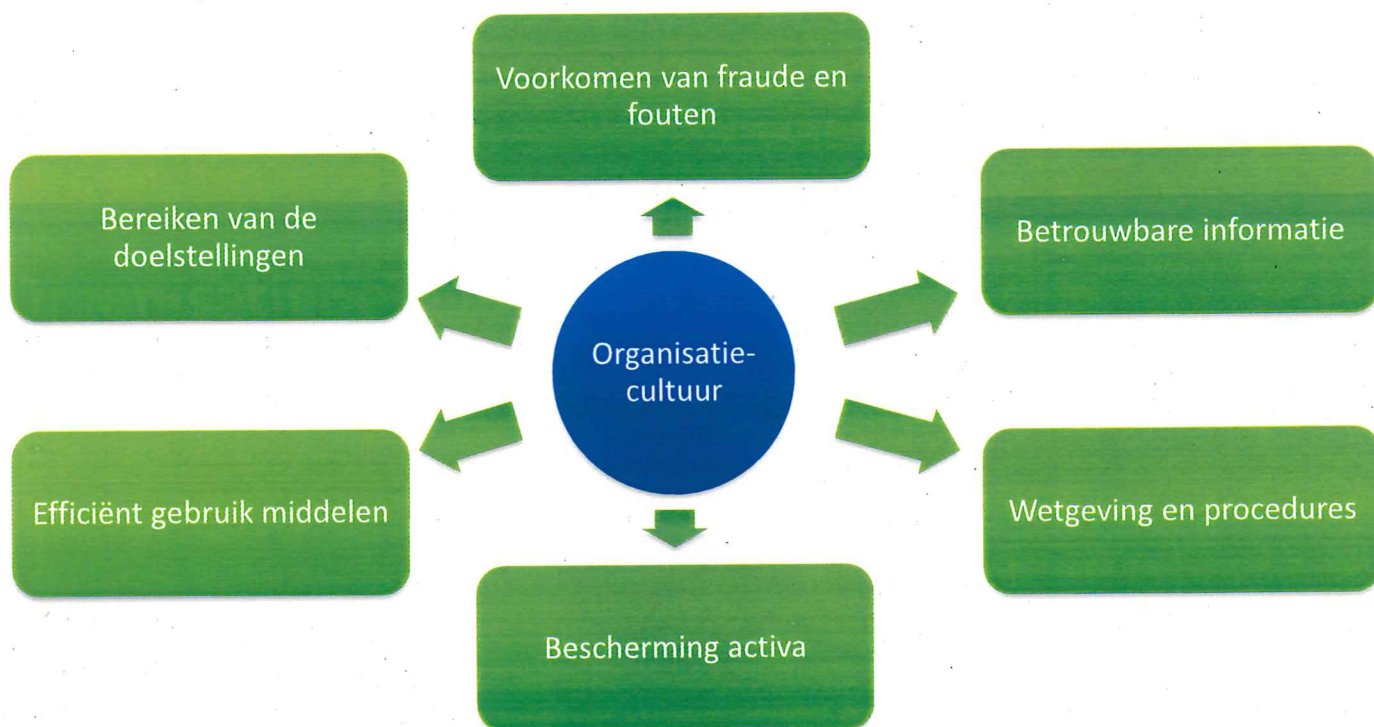 Voorkomen van fraude en
fouten
Bereiken van de
doelstellingen
Betrouwbare informatie
Organisatie-
cultuur
Efficiënt gebruik middelen
Wetgeving en procedures
Bescherming activa